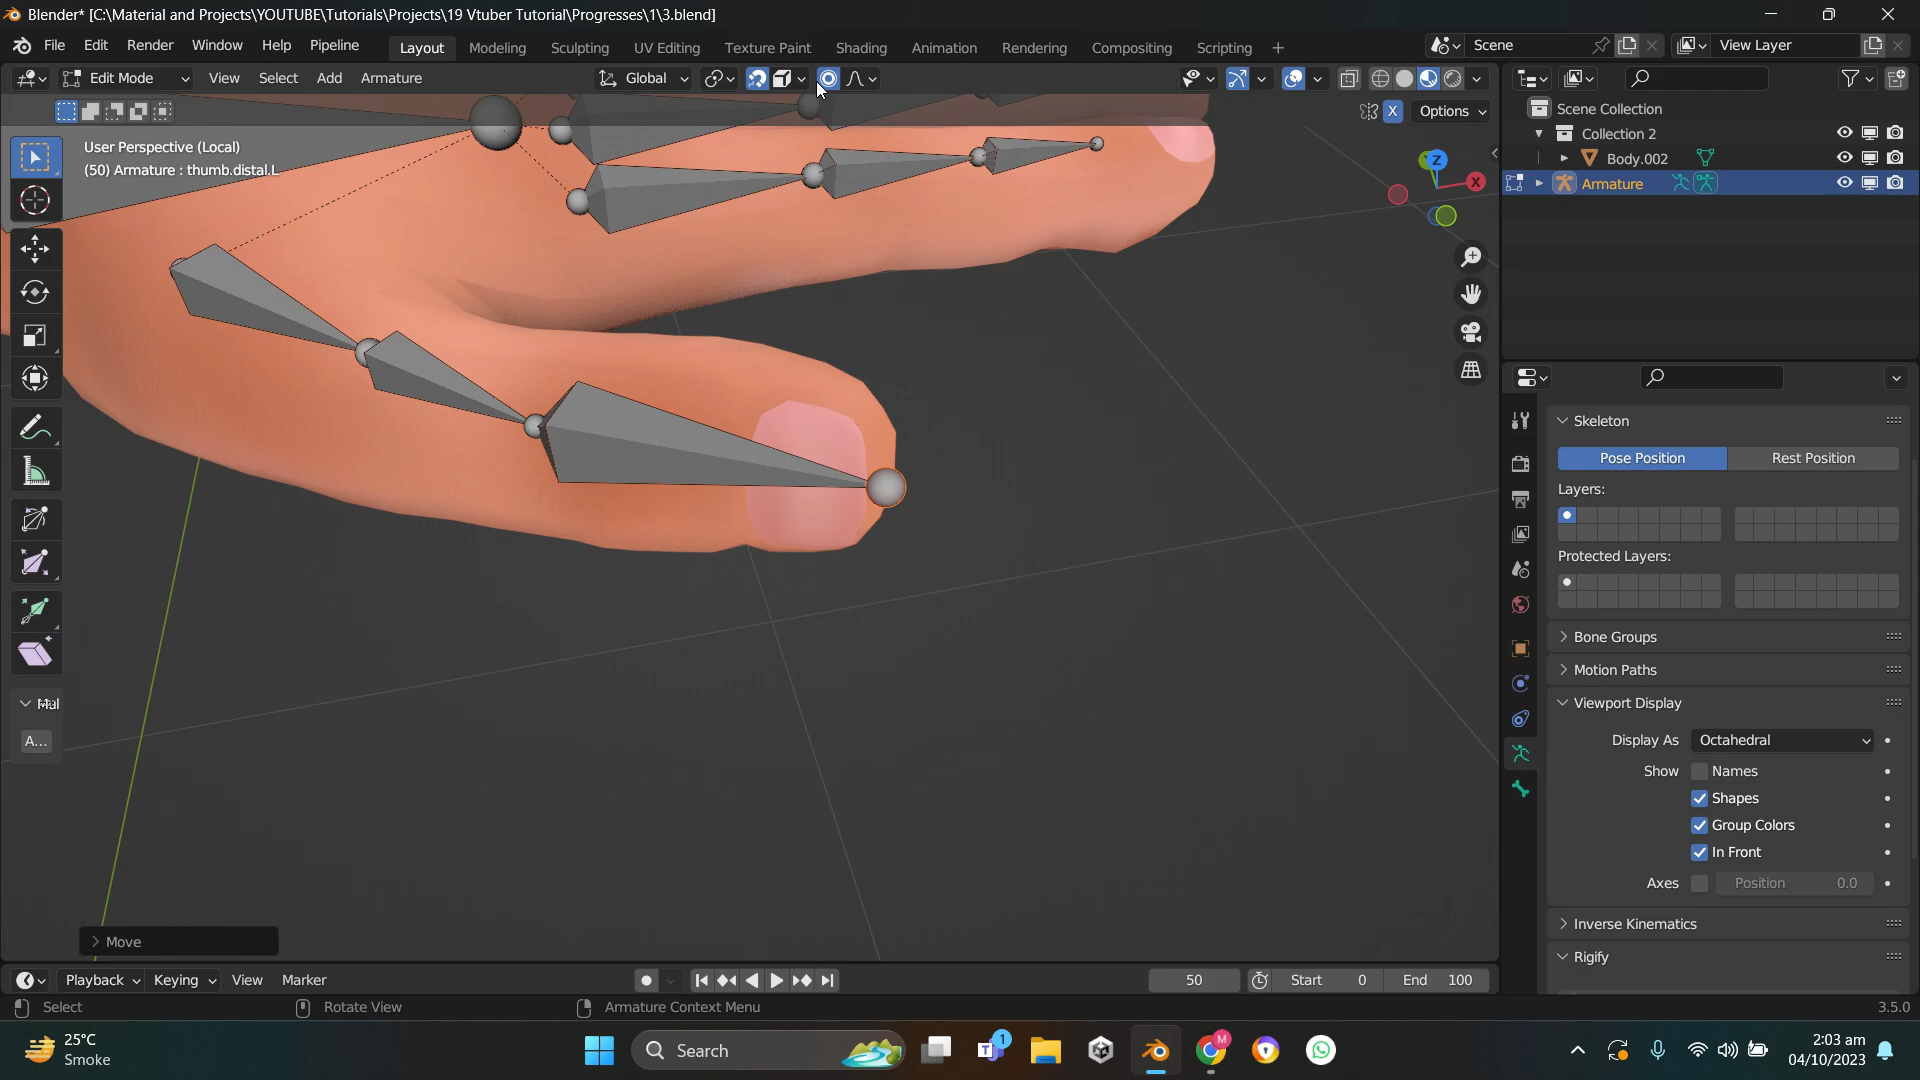 Blender* [C:\Material and Projects\YOUTUBE\Tutorials\Projects\19 Vtuber Tutorial\Progresses\1\3.blend]
File Edit Render Window Help Pipeline Layout Modeling Sculpting UV Editing Texture Paint Shading Animation Rendering Compositing Scripting + Scene View Layer
Edit Mode View Select Add Armature Global
X Options
User Perspective (Local)
(50) Armature : thumb.distal.L
Z X
A...
Move
Scene Collection
Collection 2
Body.002
Armature
Skeleton
Pose Position Rest Position
Layers:
Protected Layers:
Bone Groups
Motion Paths
Viewport Display
Display As Octahedral
Show Names
Shapes
Group Colors
In Front
Axes Position 0.0
Inverse Kinematics
Rigify
Playback Keying View Marker 50 Start 0 End 100
Select Rotate View Armature Context Menu 3.5.0
25°C
Smoke
Search
1
M
2:03 am
04/10/2023